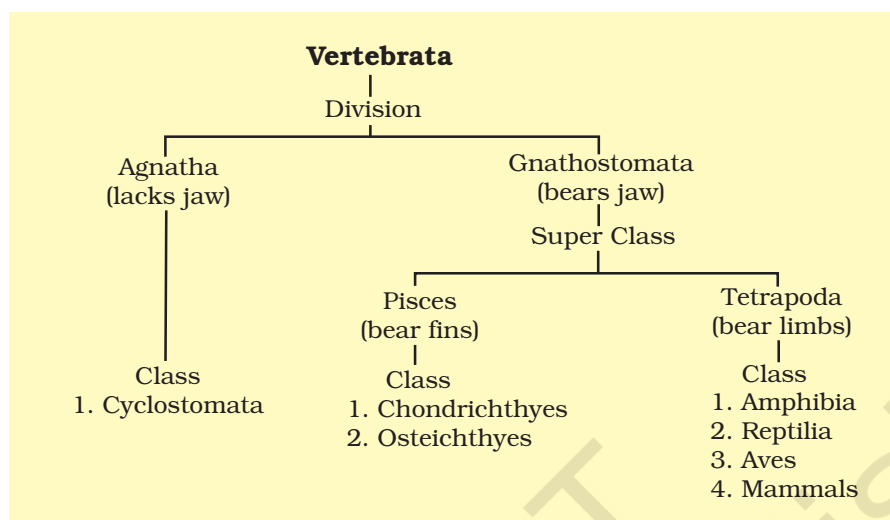 Vertebrata
Division
Agnatha
(lacks jaw)
Gnathostomata
(bears jaw)
Super Class
Pisces
(bear fins)
Tetrapoda
(bear limbs)
Class
1. Cyclostomata
Class
1. Chondrichthyes
2. Osteichthyes
Class
1. Amphibia
2. Reptilia
3. Aves
4. Mammals